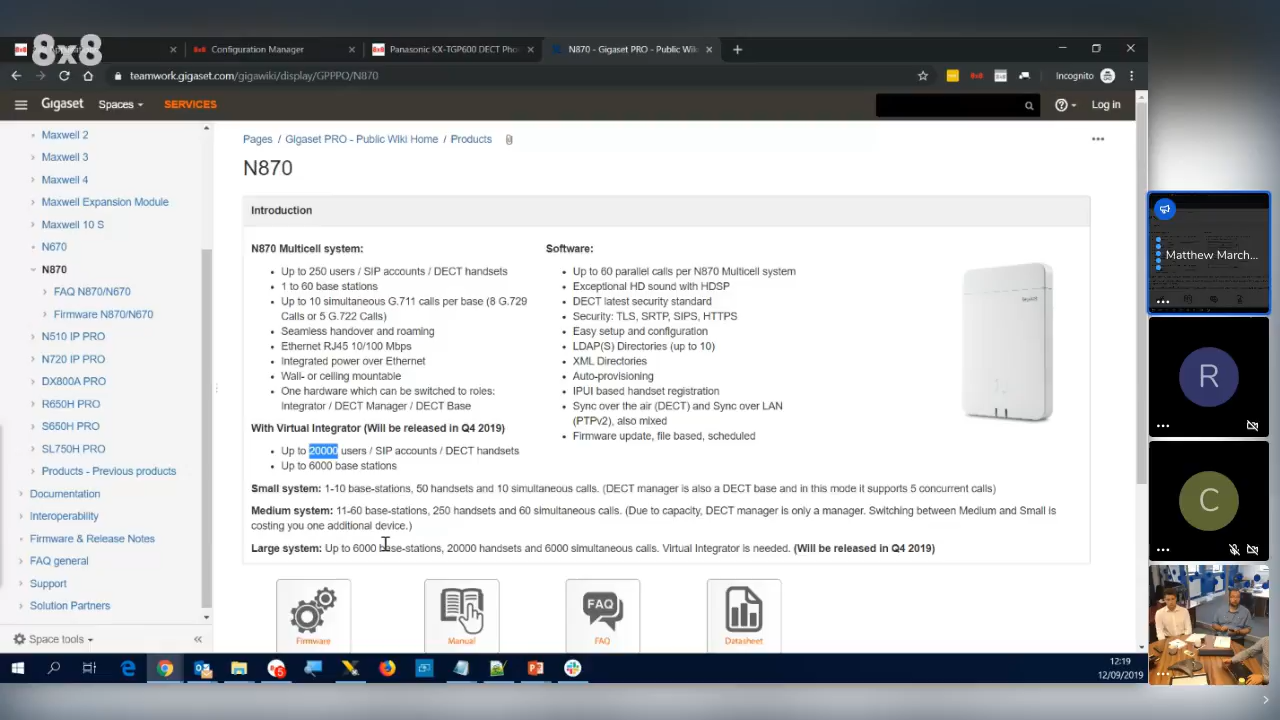 8x8
Configuration Manager
Panasonic KX-TGP600 DECT Pho
N870 - Gigaset PRO - Public Wiki
teamwork.gigaset.com/gigawiki/display/GPPPO/N870
Incognito
Gigaset
Spaces
SERVICES
Log in
Maxwell 2
Maxwell 3
Maxwell 4
Maxwell Expansion Module
Maxwell 10 S
N670
N870
FAQ N870/N670
Firmware N870/N670
N510 IP PRO
N720 IP PRO
DX800A PRO
R650H PRO
S650H PRO
SL750H PRO
Products - Previous products
Documentation
Interoperability
Firmware & Release Notes
FAQ general
Support
Solution Partners
Space tools
Pages / Gigaset PRO - Public Wiki Home / Products
N870
Introduction
N870 Multicell system:
Up to 250 users / SIP accounts / DECT handsets
1 to 60 base stations
Up to 10 simultaneous G.711 calls per base (8 G.729
Calls or 5 G.722 Calls)
Seamless handover and roaming
Ethernet RJ45 10/100 Mbps
Integrated power over Ethernet
Wall- or ceiling mountable
One hardware which can be switched to roles:
Integrator / DECT Manager / DECT Base
With Virtual Integrator (Will be released in Q4 2019)
Up to 20000 users / SIP accounts / DECT handsets
Up to 6000 base stations
Software:
Up to 60 parallel calls per N870 Multicell system
Exceptional HD sound with HDSP
DECT latest security standard
Security: TLS, SRTP, SIPS, HTTPS
Easy setup and configuration
LDAP(S) Directories (up to 10)
XML Directories
Auto-provisioning
IPUI based handset registration
Sync over the air (DECT) and Sync over LAN
(PTPv2), also mixed
Firmware update, file based, scheduled
Small system: 1-10 base-stations, 50 handsets and 10 simultaneous calls. (DECT manager is also a DECT base and in this mode it supports 5 concurrent calls)
Medium system: 11-60 base-stations, 250 handsets and 60 simultaneous calls. (Due to capacity, DECT manager is only a manager. Switching between Medium and Small is
costing you one additional device.)
Large system: Up to 6000 base-stations, 20000 handsets and 6000 simultaneous calls. Virtual Integrator is needed. (Will be released in Q4 2019)
Firmware
Manual
FAQ
FAQ
Datasheet
12:19
12/09/2019
Matthew March...
R
C